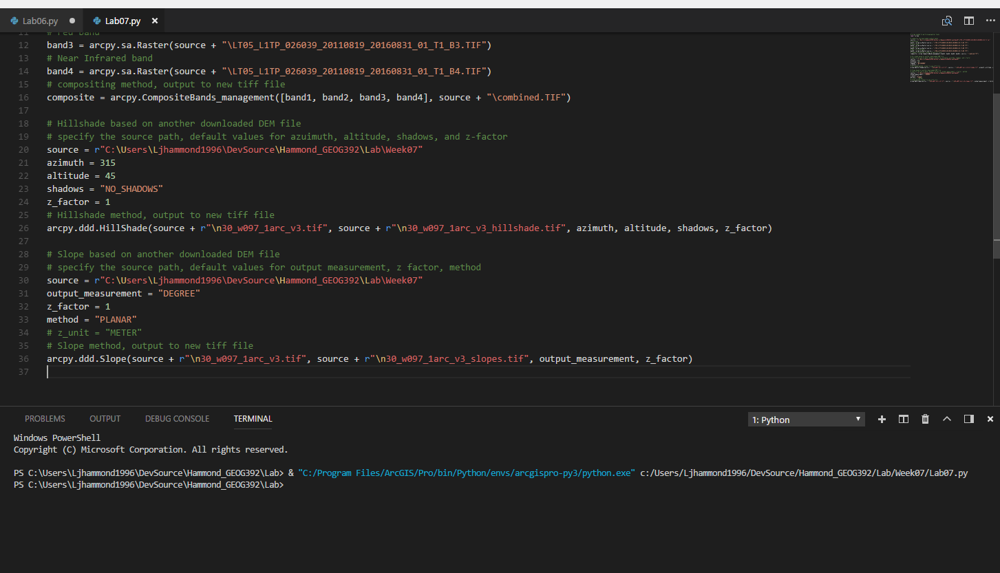 Lab06.py ● Lab07.py ×
11 # red band
12 band3 = arcpy.sa.Raster(source + "\LT05_L1TP_026039_20110819_20160831_01_T1_B3.TIF")
13 # Near Infrared band
14 band4 = arcpy.sa.Raster(source + "\LT05_L1TP_026039_20110819_20160831_01_T1_B4.TIF")
15 # compositing method, output to new tiff file
16 composite = arcpy.CompositeBands_management([band1, band2, band3, band4], source + "\combined.TIF")
17
18 # Hillshade based on another downloaded DEM file
19 # specify the source path, default values for azuimuth, altitude, shadows, and z-factor
20 source = r"C:\Users\Ljhammond1996\DevSource\Hammond_GEOG392\Lab\Week07"
21 azimuth = 315
22 altitude = 45
23 shadows = "NO_SHADOWS"
24 z_factor = 1
25 # Hillshade method, output to new tiff file
26 arcpy.ddd.HillShade(source + r"\n30_w097_1arc_v3.tif", source + r"\n30_w097_1arc_v3_hillshade.tif", azimuth, altitude, shadows, z_factor)
27
28 # Slope based on another downloaded DEM file
29 # specify the source path, default values for output measurement, z factor, method
30 source = r"C:\Users\Ljhammond1996\DevSource\Hammond_GEOG392\Lab\Week07"
31 output_measurement = "DEGREE"
32 z_factor = 1
33 method = "PLANAR"
34 # z_unit = "METER"
35 # Slope method, output to new tiff file
36 arcpy.ddd.Slope(source + r"\n30_w097_1arc_v3.tif", source + r"\n30_w097_1arc_v3_slopes.tif", output_measurement, z_factor)
37
PROBLEMS OUTPUT DEBUG CONSOLE TERMINAL 1: Python
Windows PowerShell
Copyright (C) Microsoft Corporation. All rights reserved.
PS C:\Users\Ljhammond1996\DevSource\Hammond_GEOG392\Lab> & "C:/Program Files/ArcGIS/Pro/bin/Python/envs/arcgispro-py3/python.exe" c:/Users/Ljhammond1996/DevSource/Hammond_GEOG392/Lab/Week07/Lab07.py
PS C:\Users\Ljhammond1996\DevSource\Hammond_GEOG392\Lab>